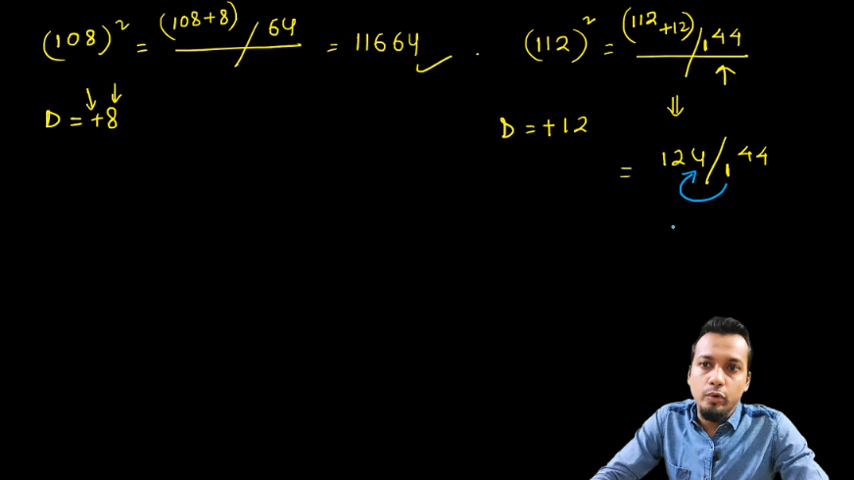 (108)² = (108+8) / 64 = 11664 ✓ .
D = +8
(112)² = (112+12) / ₁44
D = +12
⇓
= 124 / ₁44